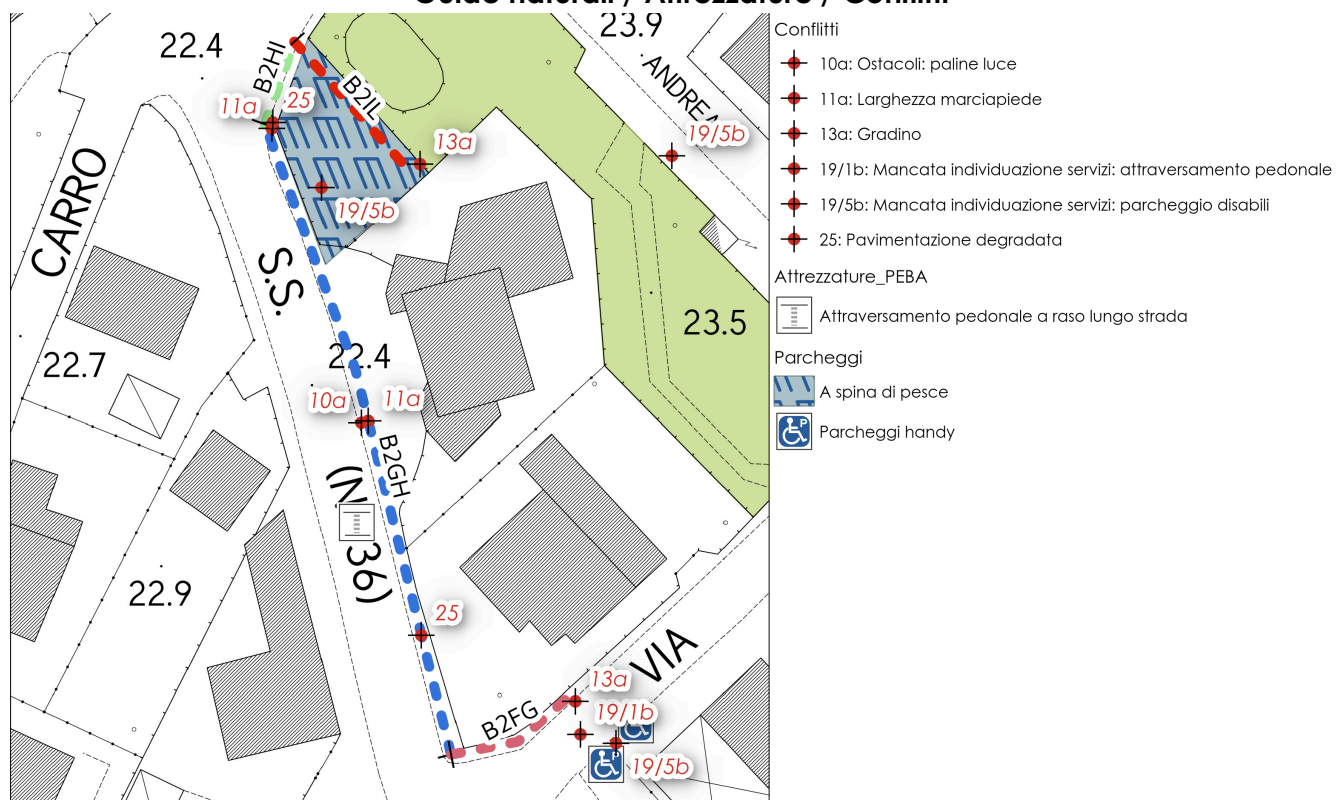 Guide naturali / Attrezzature / Conflitti
22.4
B2HI
11a
25
B2IL
13a
19/5b
23.9
ANDREA
19/5b
CARRO
S.S.
23.5
22.7
22.4
10a
11a
B2GH
(N. 36)
22.9
25
VIA
13a
B2FG
19/1b
19/5b
Conflitti
10a: Ostacoli: paline luce
11a: Larghezza marciapiede
13a: Gradino
19/1b: Mancata individuazione servizi: attraversamento pedonale
19/5b: Mancata individuazione servizi: parcheggio disabili
25: Pavimentazione degradata
Attrezzature_PEBA
Attraversamento pedonale a raso lungo strada
Parcheggi
A spina di pesce
P
Parcheggi handy